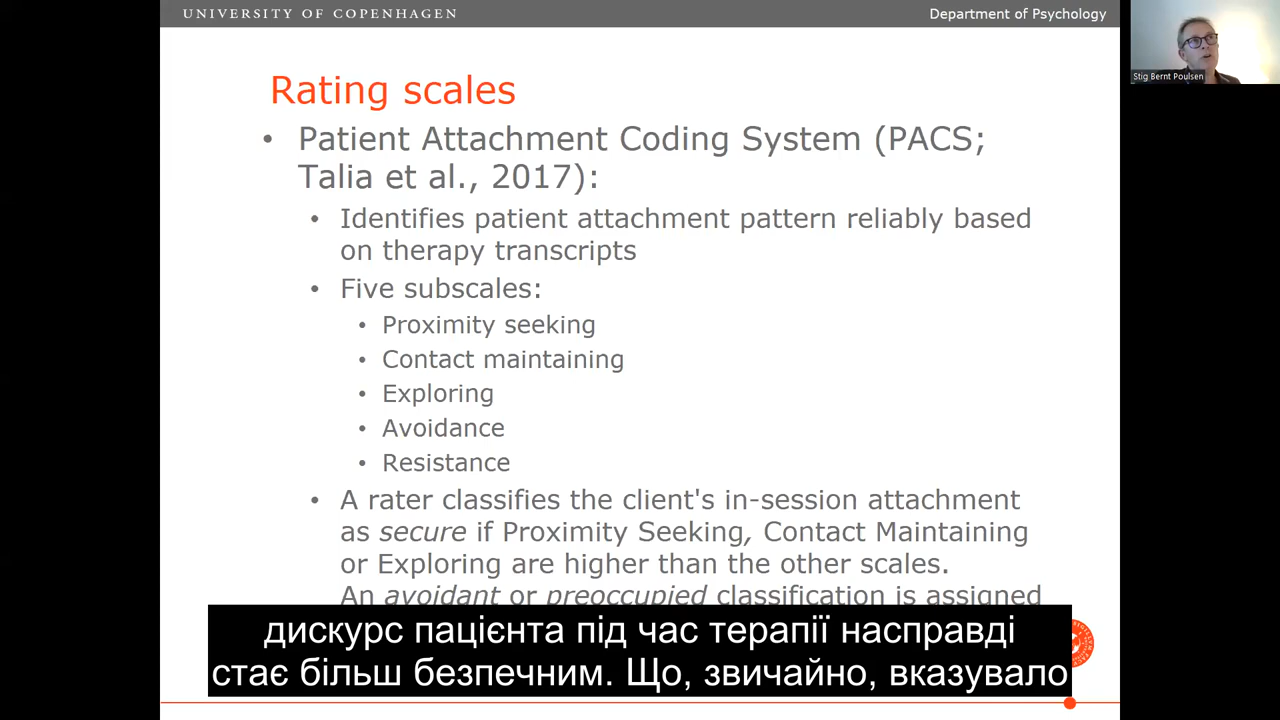 UNIVERSITY OF COPENHAGEN
Department of Psychology
Stig Bernt Poulsen
Rating scales
• Patient Attachment Coding System (PACS;
Talia et al., 2017):
• Identifies patient attachment pattern reliably based
on therapy transcripts
• Five subscales:
• Proximity seeking
• Contact maintaining
• Exploring
• Avoidance
• Resistance
• A rater classifies the client's in-session attachment
as secure if Proximity Seeking, Contact Maintaining
or Exploring are higher than the other scales.
An avoidant or preoccupied classification is assigned
дискурс пацієнта під час терапії насправді
стає більш безпечним. Що, звичайно, вказувало